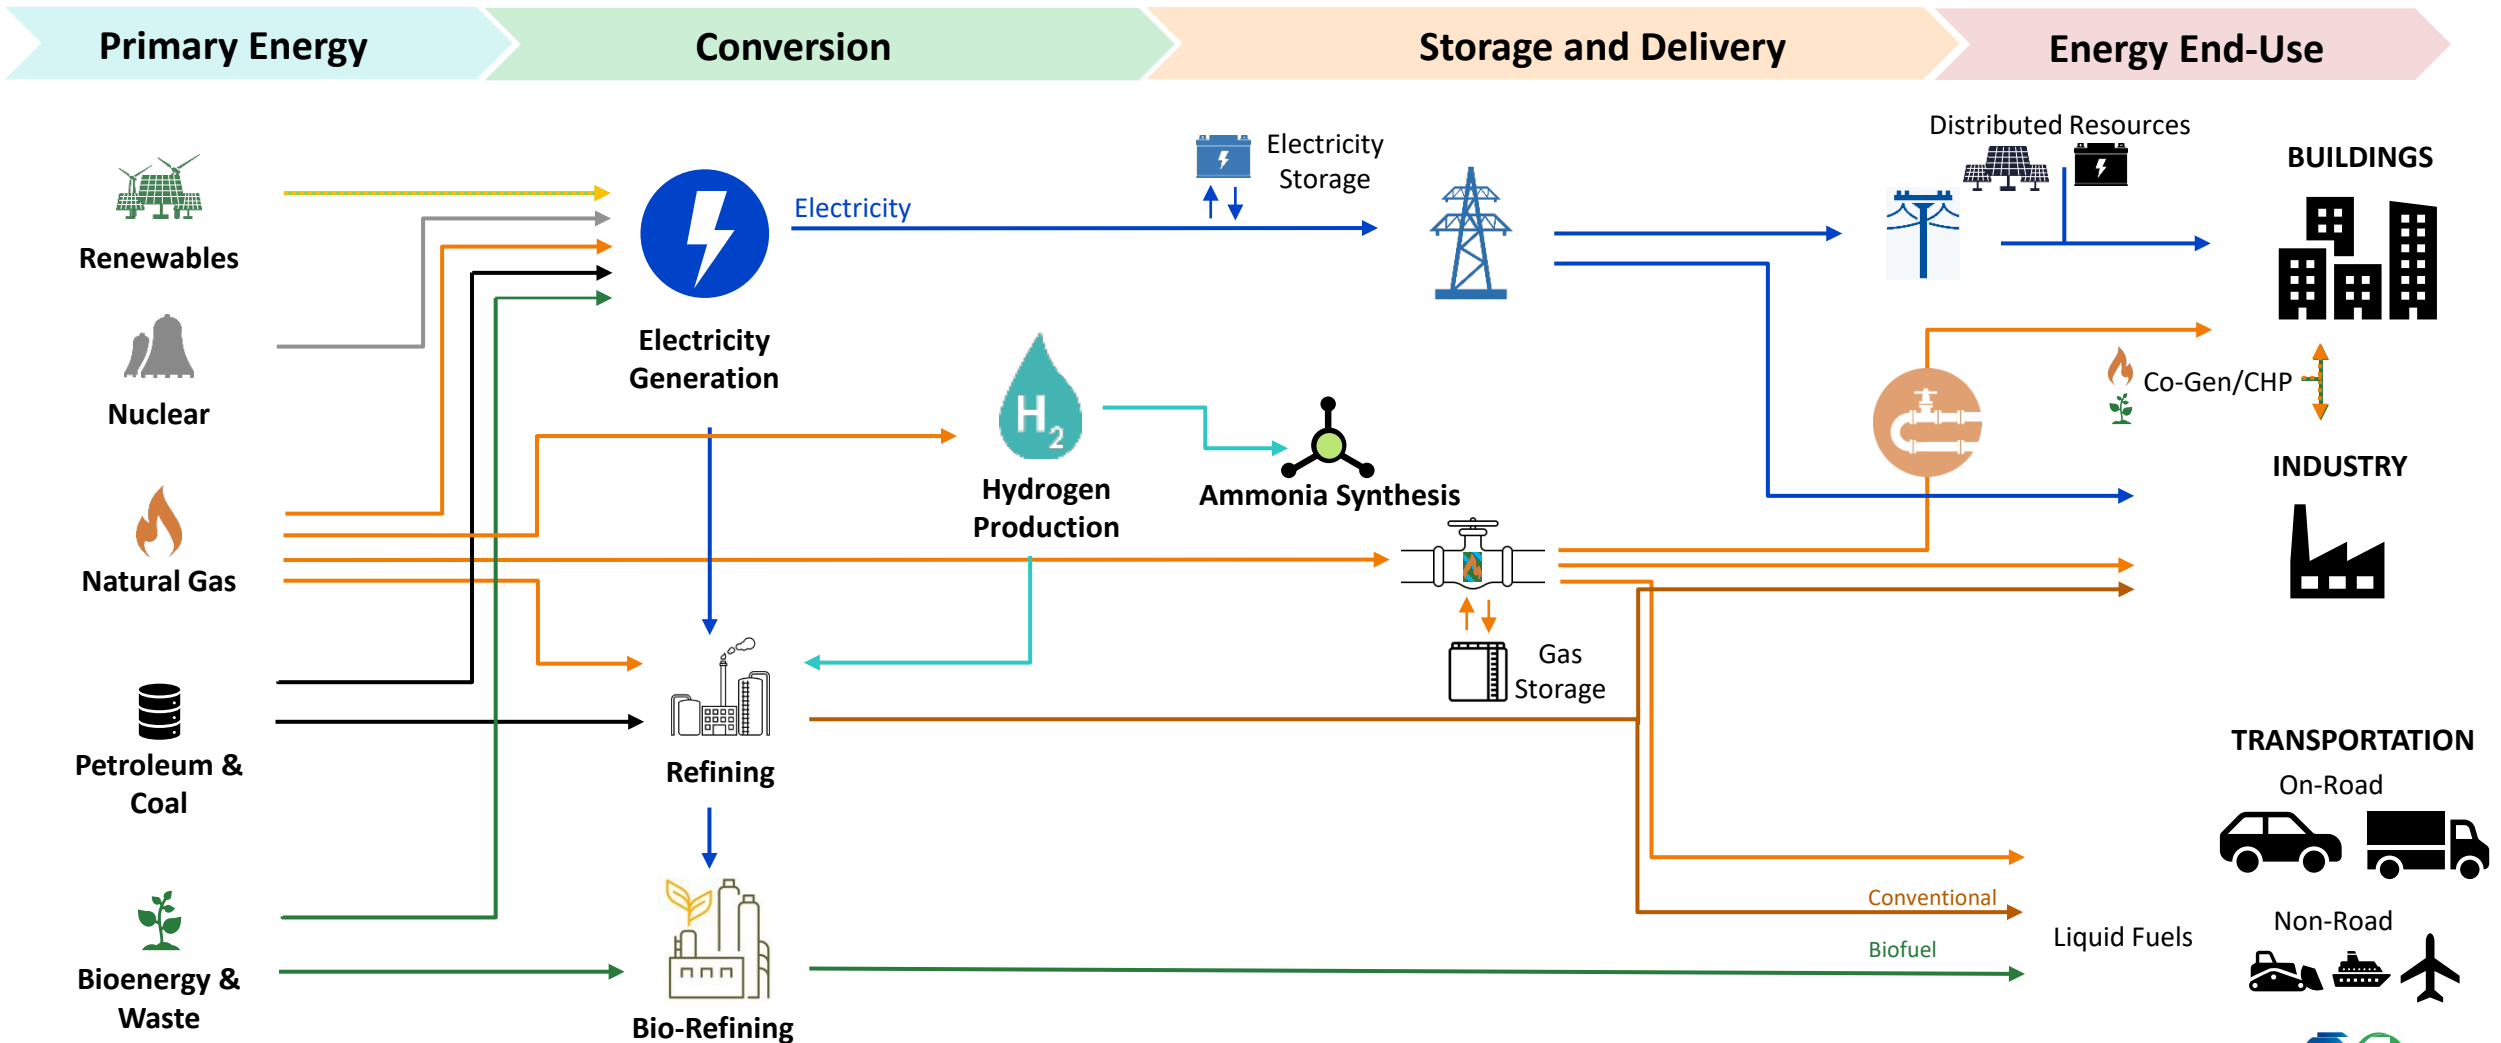 Primary Energy
Conversion
Storage and Delivery
Energy End-Use
Renewables
Nuclear
Natural Gas
Petroleum &
Coal
Bioenergy &
Waste
Electricity
Generation
Electricity
Hydrogen
Production
H2
Refining
Bio-Refining
Electricity
Storage
Ammonia Synthesis
Gas
Storage
Distributed Resources
BUILDINGS
Co-Gen/CHP
INDUSTRY
TRANSPORTATION
On-Road
Conventional
Liquid Fuels
Biofuel
Non-Road